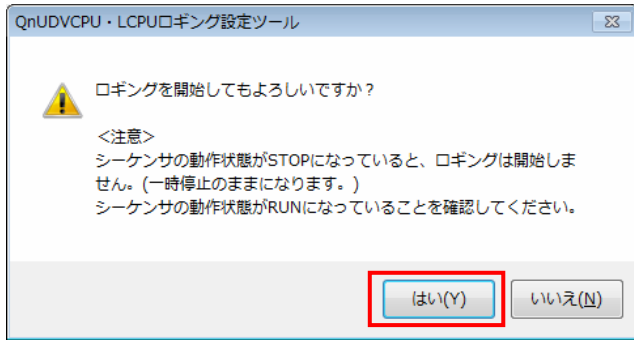 QnUDVCPU・LCPUロギング設定ツール
ロギングを開始してもよろしいですか？
＜注意＞
シーケンサの動作状態がSTOPになっていると、ロギングは開始しま
せん。(一時停止のままになります。)
シーケンサの動作状態がRUNになっていることを確認してください。
はい(Y)
いいえ(N)